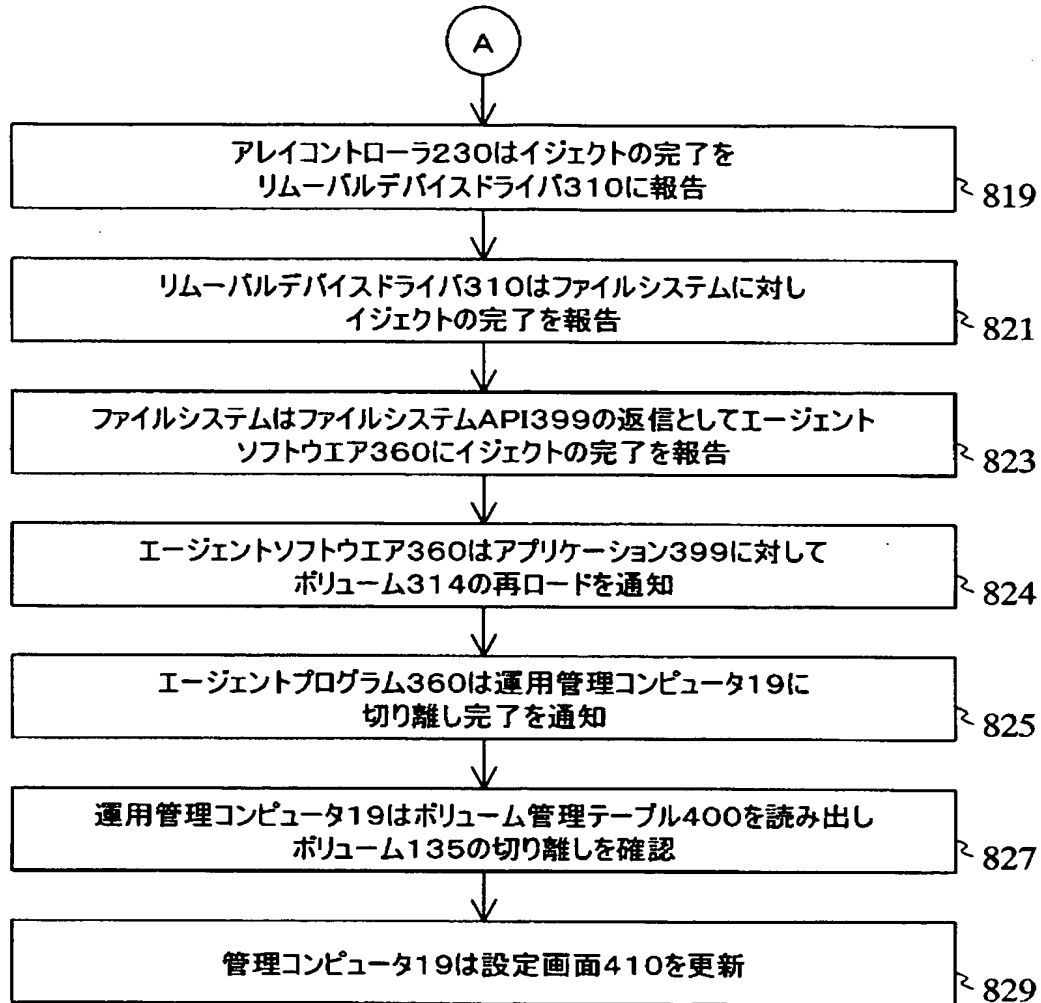 A
アレイコントローラ230はイジェクトの完了を
リムーバルデバイスドライバ310に報告
819
リムーバルデバイスドライバ310はファイルシステムに対し
イジェクトの完了を報告
821
ファイルシステムはファイルシステムAPI399の返信としてエージェント
ソフトウエア360にイジェクトの完了を報告
823
エージェントソフトウエア360はアプリケーション399に対して
ボリューム314の再ロードを通知
824
エージェントプログラム360は運用管理コンピュータ19に
切り離し完了を通知
825
運用管理コンピュータ19はボリューム管理テーブル400を読み出し
ボリューム135の切り離しを確認
827
管理コンピュータ19は設定画面410を更新
829